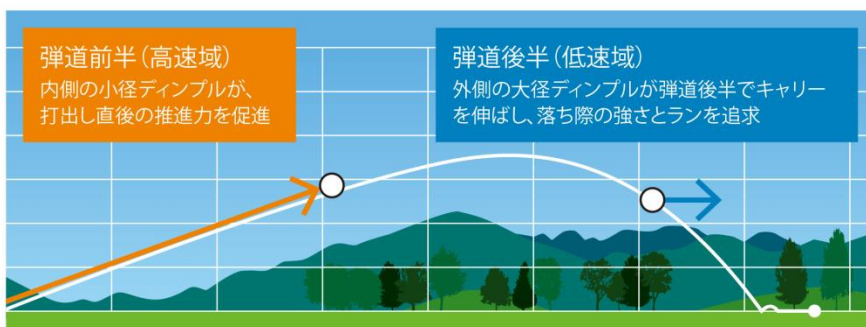 弾道前半（高速域）
内側の小径ディンプルが、
打出し直後の推進力を促進
弾道後半（低速域）
外側の大径ディンプルが弾道後半でキャリー
を伸ばし、落ち際の強さとランを追求